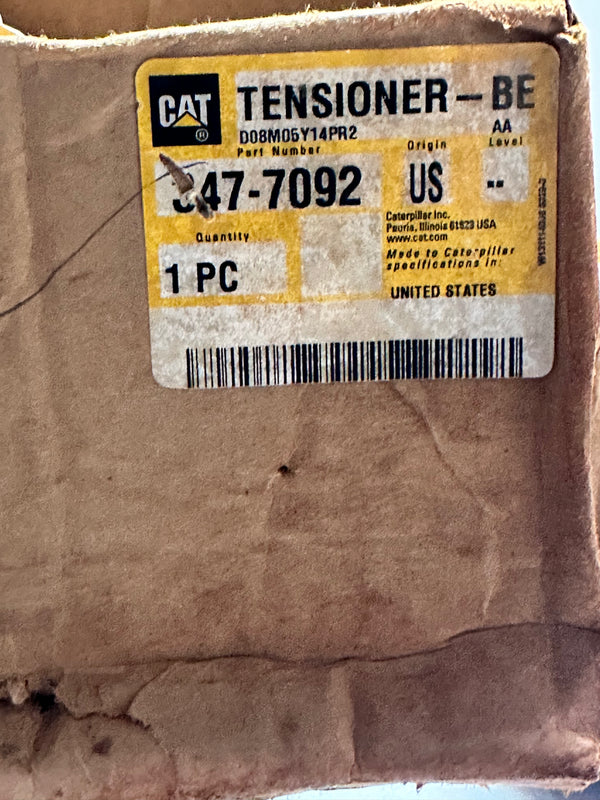 CAT®
TENSIONER-BE
D08M05Y14PR2
AA
Part Number
Origin
Level
47-7092
US
--
Caterpillar Inc.
Peoria, Illinois 61629 USA
www.cat.com
Quantity
Made to Caterpillar
specifications in:
1 PC
UNITED STATES